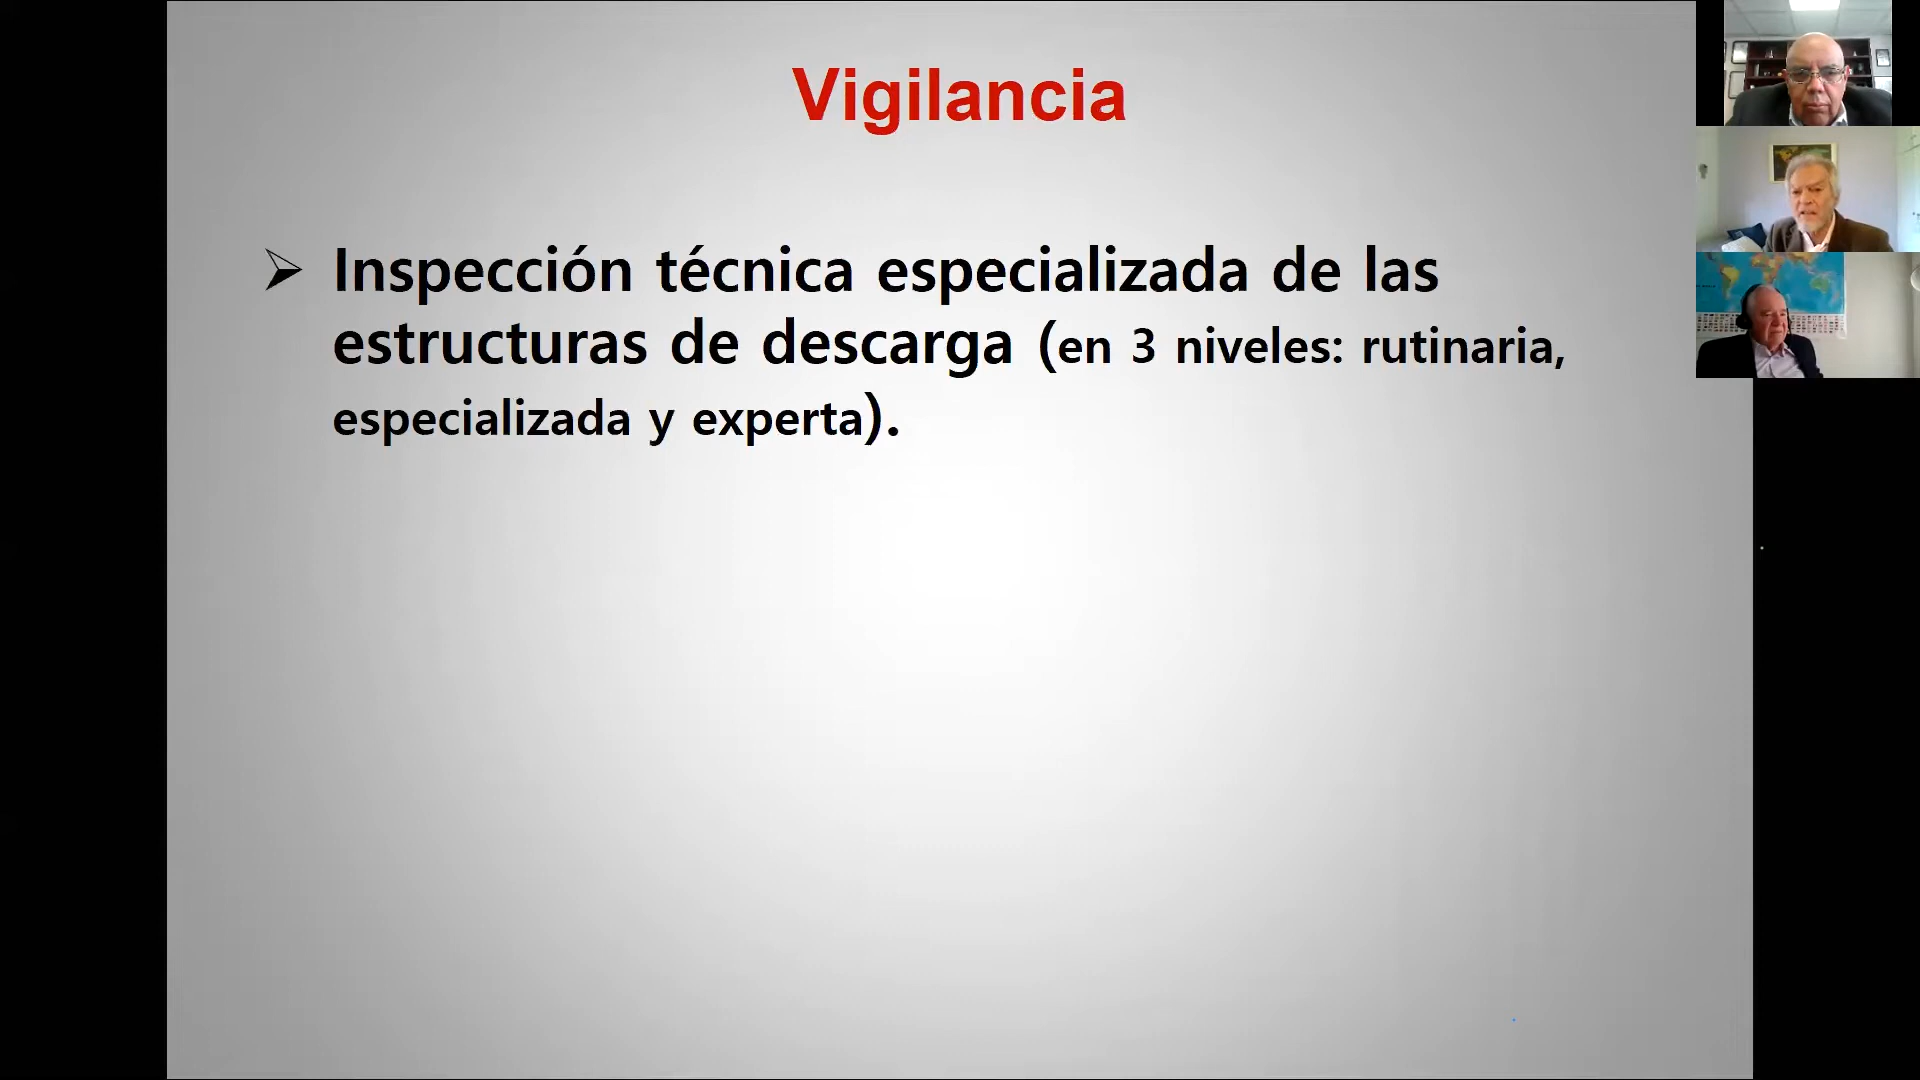 Vigilancia
Inspección técnica especializada de las
estructuras de descarga (en 3 niveles: rutinaria,
especializada y experta).